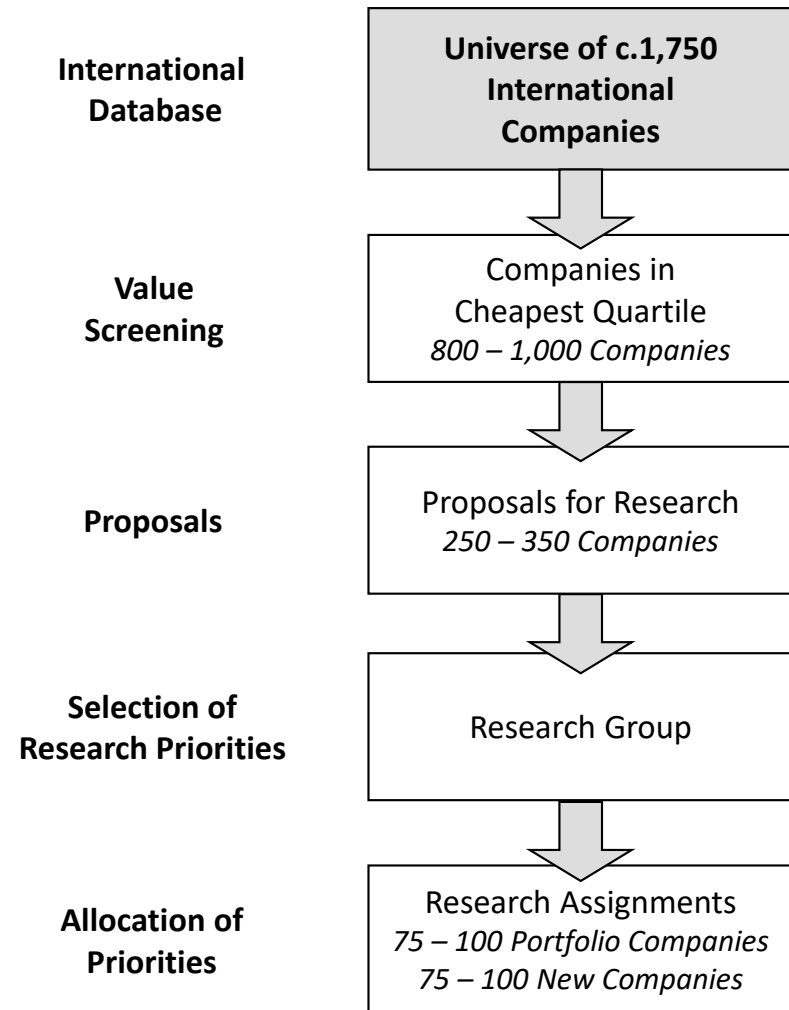 International
Database
Universe of c.1,750
International
Companies
Value
Screening
Companies in
Cheapest Quartile
800 – 1,000 Companies
Proposals
Proposals for Research
250 – 350 Companies
Selection of
Research Priorities
Research Group
Allocation of
Priorities
Research Assignments
75 – 100 Portfolio Companies
75 – 100 New Companies